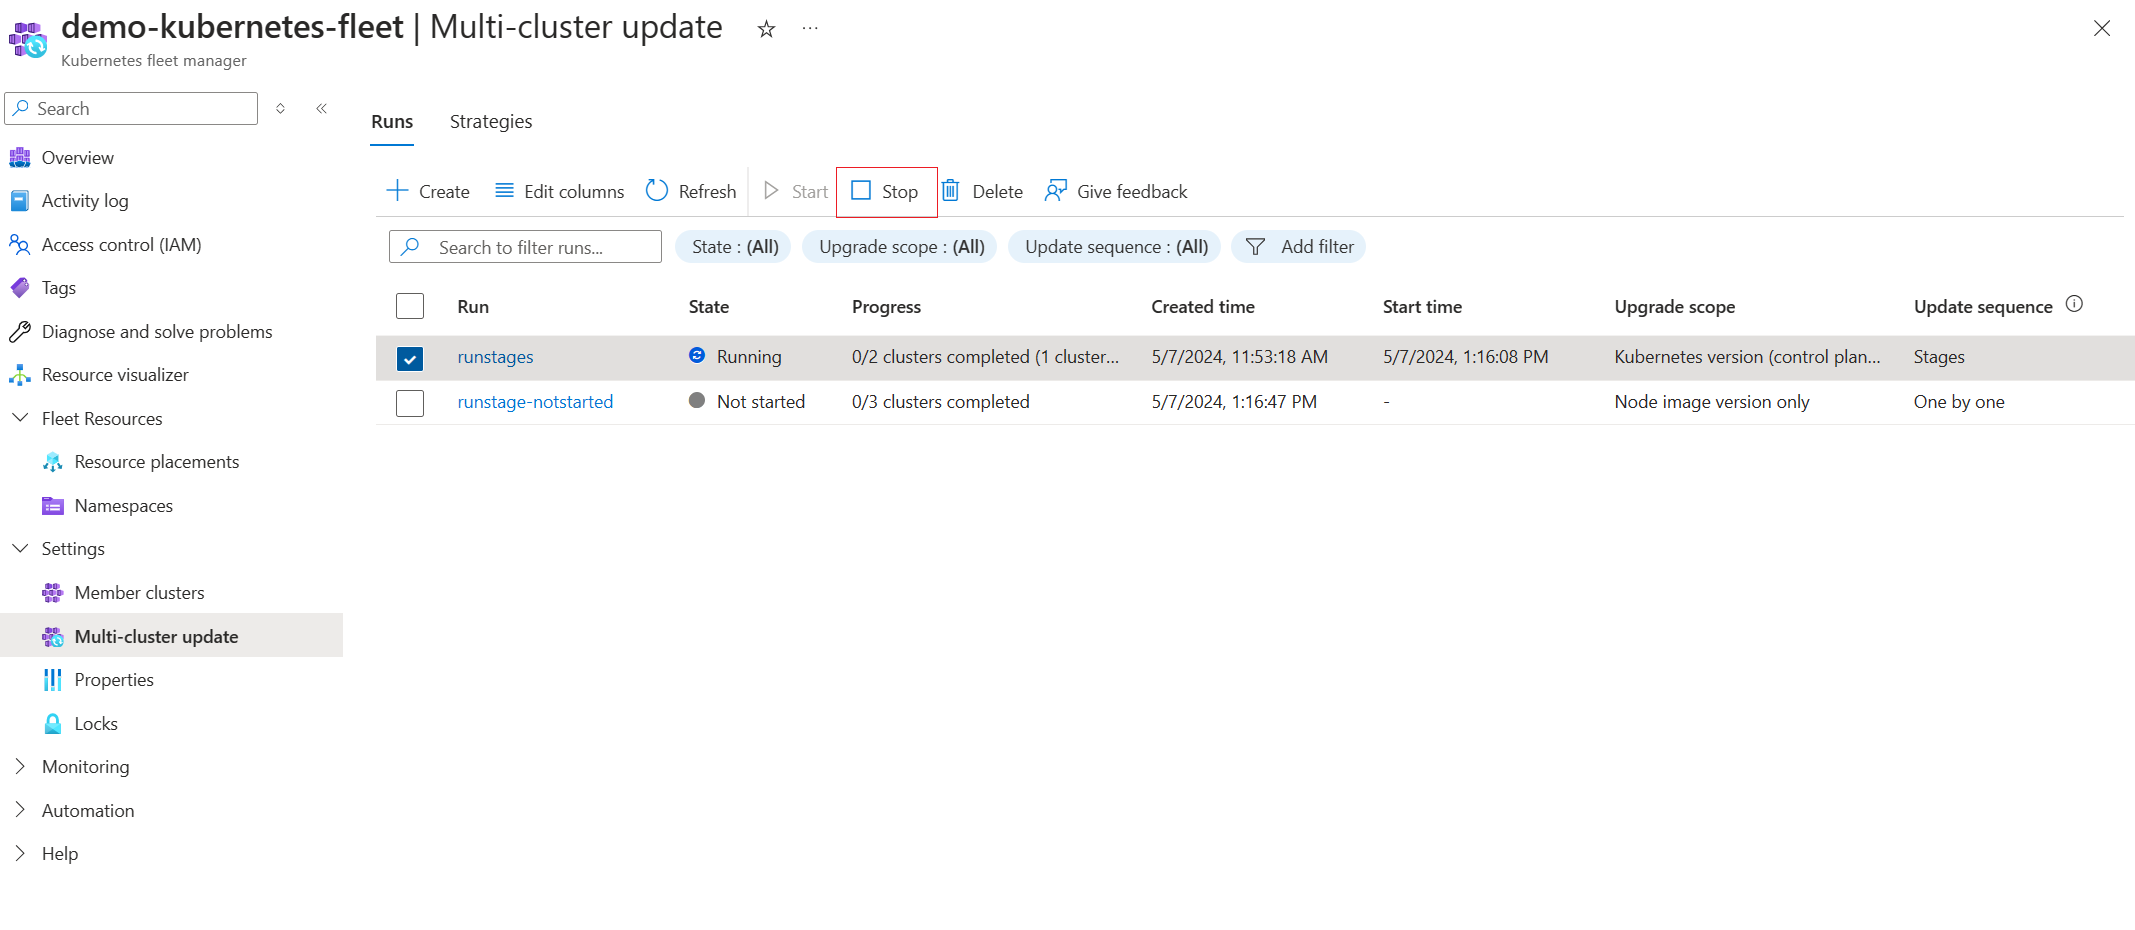 demo-kubernetes-fleet | Multi-cluster update
Kubernetes fleet manager
Search
Overview
Activity log
Access control (IAM)
Tags
Diagnose and solve problems
Resource visualizer
Fleet Resources
Resource placements
Namespaces
Settings
Member clusters
Multi-cluster update
Properties
Locks
Monitoring
Automation
Help
Runs Strategies
Create Edit columns Refresh Start Stop Delete Give feedback
Search to filter runs... State : (All) Upgrade scope : (All) Update sequence : (All) Add filter
Run State Progress Created time Start time Upgrade scope Update sequence
runstages Running 0/2 clusters completed (1 cluster... 5/7/2024, 11:53:18 AM 5/7/2024, 1:16:08 PM Kubernetes version (control plan... Stages
runstage-notstarted Not started 0/3 clusters completed 5/7/2024, 1:16:47 PM - Node image version only One by one